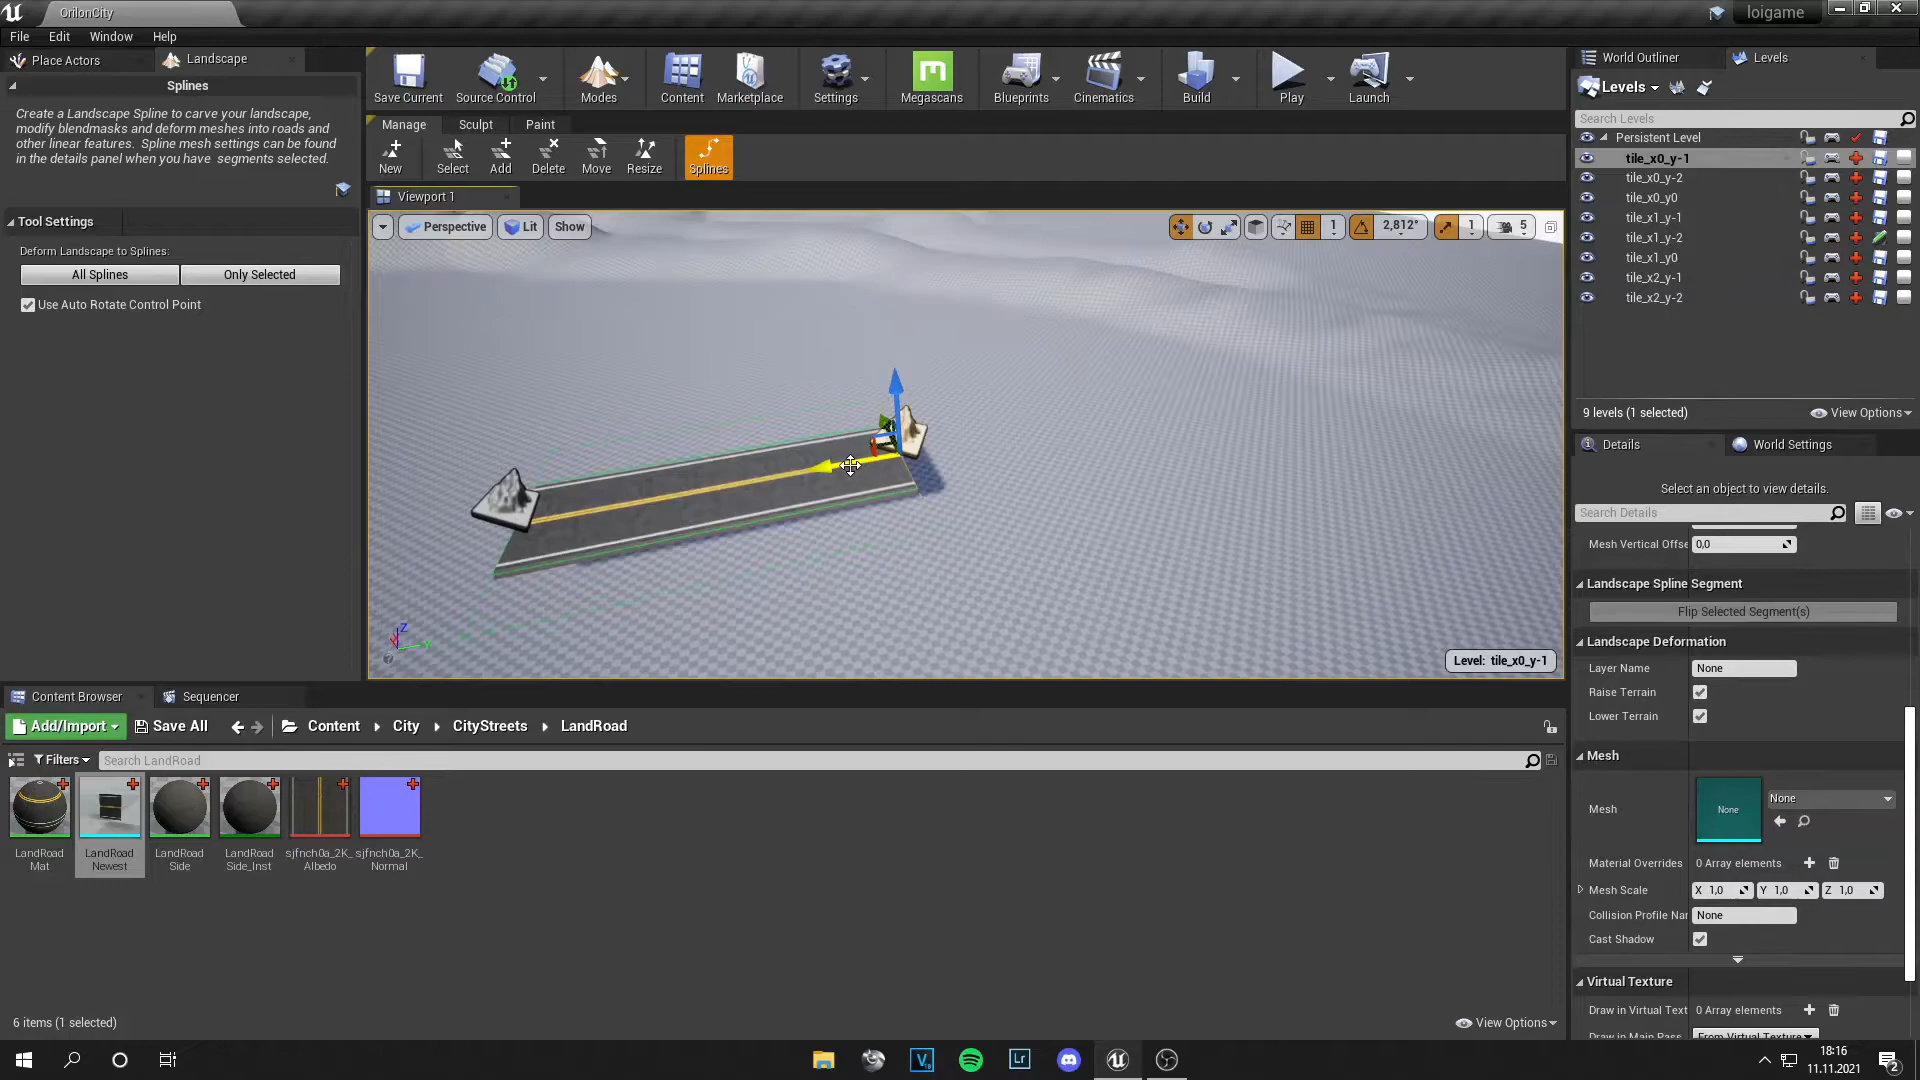 OrilonCity
loigame
File Edit Window Help
Place Actors
Landscape
Splines
Create a Landscape Spline to carve your landscape,
modify blendmasks and deform meshes into roads and
other linear features. Spline mesh settings can be found
in the details panel when you have segments selected.
Tool Settings
Deform Landscape to Splines:
All Splines
Only Selected
Use Auto Rotate Control Point
Save Current
Source Control
Modes
Content
Marketplace
Settings
Megascans
Blueprints
Cinematics
Build
Play
Launch
Manage Sculpt Paint
New
Select
Add
Delete
Move
Resize
Splines
Viewport 1
Perspective
Lit
Show
1
2,812°
1
5
Z
Y
Level: tile_x0_y-1
World Outliner
Levels
Levels
Search Levels
Persistent Level
tile_x0_y-1
tile_x0_y-2
tile_x0_y0
tile_x1_y-1
tile_x1_y-2
tile_x1_y0
tile_x2_y-1
tile_x2_y-2
9 levels (1 selected)
View Options
Details
World Settings
Select an object to view details.
Search Details
Mesh Vertical Offse 0,0
Landscape Spline Segment
Flip Selected Segment(s)
Landscape Deformation
Layer Name None
Raise Terrain
Lower Terrain
Mesh
Mesh None None
Material Overrides 0 Array elements
Mesh Scale X 1,0 Y 1,0 Z 1,0
Collision Profile Nar None
Cast Shadow
Virtual Texture
Draw in Virtual Text 0 Array elements
Draw in Main Pass From Virtual Texture
Content Browser
Sequencer
Add/Import
Save All
Content City CityStreets LandRoad
Filters
Search LandRoad
LandRoad
Mat
LandRoad
Newest
LandRoad
Side
LandRoad
Side_Inst
sjfnch0a_2K_
Albedo
sjfnch0a_2K_
Normal
6 items (1 selected)
View Options
18:16
11.11.2021
2